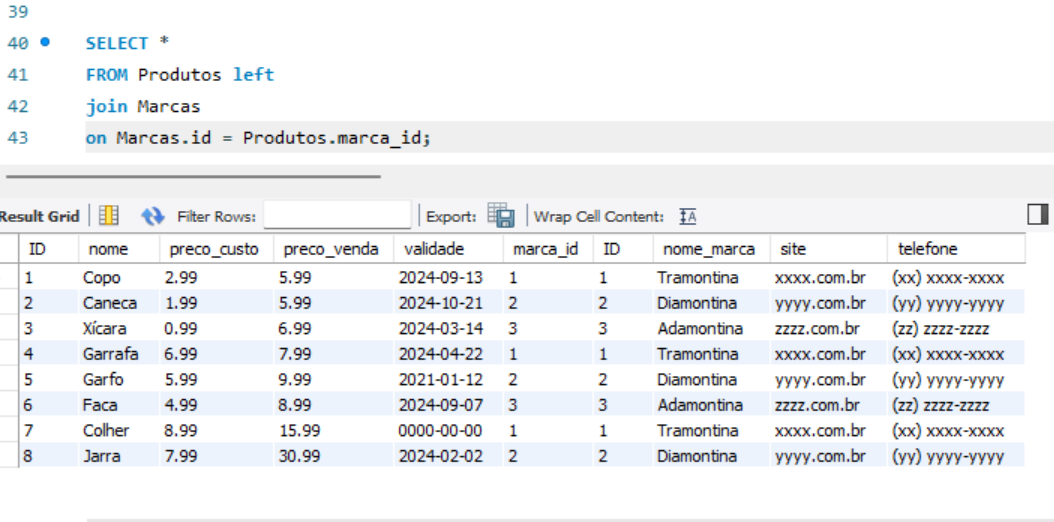 39
40 SELECT *
41 FROM Produtos left
42 join Marcas
43 on Marcas.id = Produtos.marca_id;
Result Grid Filter Rows: Export: Wrap Cell Content: IA
ID nome preco_custo preco_venda validade marca_id ID nome_marca site telefone
1 Copo 2.99 5.99 2024-09-13 1 1 Tramontina xxxx.com.br (xx) xxxx-xxxx
2 Caneca 1.99 5.99 2024-10-21 2 2 Diamontina yyyy.com.br (yy) yyyy-yyyy
3 Xícara 0.99 6.99 2024-03-14 3 3 Adamontina zzzz.com.br (zz) zzzz-zzzz
4 Garrafa 6.99 7.99 2024-04-22 1 1 Tramontina xxxx.com.br (xx) xxxx-xxxx
5 Garfo 5.99 9.99 2021-01-12 2 2 Diamontina yyyy.com.br (yy) yyyy-yyyy
6 Faca 4.99 8.99 2024-09-07 3 3 Adamontina zzzz.com.br (zz) zzzz-zzzz
7 Colher 8.99 15.99 0000-00-00 1 1 Tramontina xxxx.com.br (xx) xxxx-xxxx
8 Jarra 7.99 30.99 2024-02-02 2 2 Diamontina yyyy.com.br (yy) yyyy-yyyy